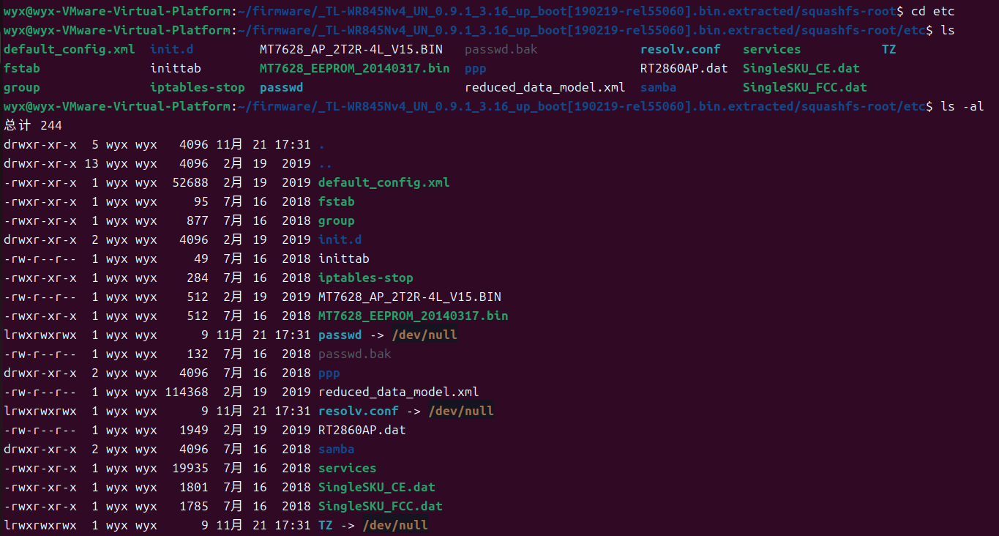 wyx@wyx-VMware-Virtual-Platform:~/firmware/_TL-WR845Nv4_UN_0.9.1_3.16_up_boot[190219-rel55060].bin.extracted/squashfs-root$ cd etc
wyx@wyx-VMware-Virtual-Platform:~/firmware/_TL-WR845Nv4_UN_0.9.1_3.16_up_boot[190219-rel55060].bin.extracted/squashfs-root/etc$ ls
default_config.xml  init.d         MT7628_AP_2T2R-4L_V15.BIN   passwd.bak              resolv.conf   services           TZ
fstab               inittab        MT7628_EEPROM_20140317.bin  ppp                     RT2860AP.dat  SingleSKU_CE.dat
group               iptables-stop  passwd                      reduced_data_model.xml  samba         SingleSKU_FCC.dat
wyx@wyx-VMware-Virtual-Platform:~/firmware/_TL-WR845Nv4_UN_0.9.1_3.16_up_boot[190219-rel55060].bin.extracted/squashfs-root/etc$ ls -al
总计 244
drwxr-xr-x  5 wyx wyx   4096 11月 21 17:31 .
drwxr-xr-x 13 wyx wyx   4096 2月 19  2019 ..
-rwxr-xr-x  1 wyx wyx  52688 2月 19  2019 default_config.xml
-rwxr-xr-x  1 wyx wyx     95 7月 16  2018 fstab
-rwxr-xr-x  1 wyx wyx    877 7月 16  2018 group
drwxr-xr-x  2 wyx wyx   4096 2月 19  2019 init.d
-rw-r--r--  1 wyx wyx     49 7月 16  2018 inittab
-rwxr-xr-x  1 wyx wyx    284 7月 16  2018 iptables-stop
-rw-r--r--  1 wyx wyx    512 2月 19  2019 MT7628_AP_2T2R-4L_V15.BIN
-rwxr-xr-x  1 wyx wyx    512 7月 16  2018 MT7628_EEPROM_20140317.bin
lrwxrwxrwx  1 wyx wyx      9 11月 21 17:31 passwd -> /dev/null
-rw-r--r--  1 wyx wyx    132 7月 16  2018 passwd.bak
drwxr-xr-x  2 wyx wyx   4096 7月 16  2018 ppp
-rw-r--r--  1 wyx wyx 114368 2月 19  2019 reduced_data_model.xml
lrwxrwxrwx  1 wyx wyx      9 11月 21 17:31 resolv.conf -> /dev/null
-rw-r--r--  1 wyx wyx   1949 2月 19  2019 RT2860AP.dat
drwxr-xr-x  2 wyx wyx   4096 7月 16  2018 samba
-rwxr-xr-x  1 wyx wyx  19935 7月 16  2018 services
-rwxr-xr-x  1 wyx wyx   1801 7月 16  2018 SingleSKU_CE.dat
-rwxr-xr-x  1 wyx wyx   1785 7月 16  2018 SingleSKU_FCC.dat
lrwxrwxrwx  1 wyx wyx      9 11月 21 17:31 TZ -> /dev/null